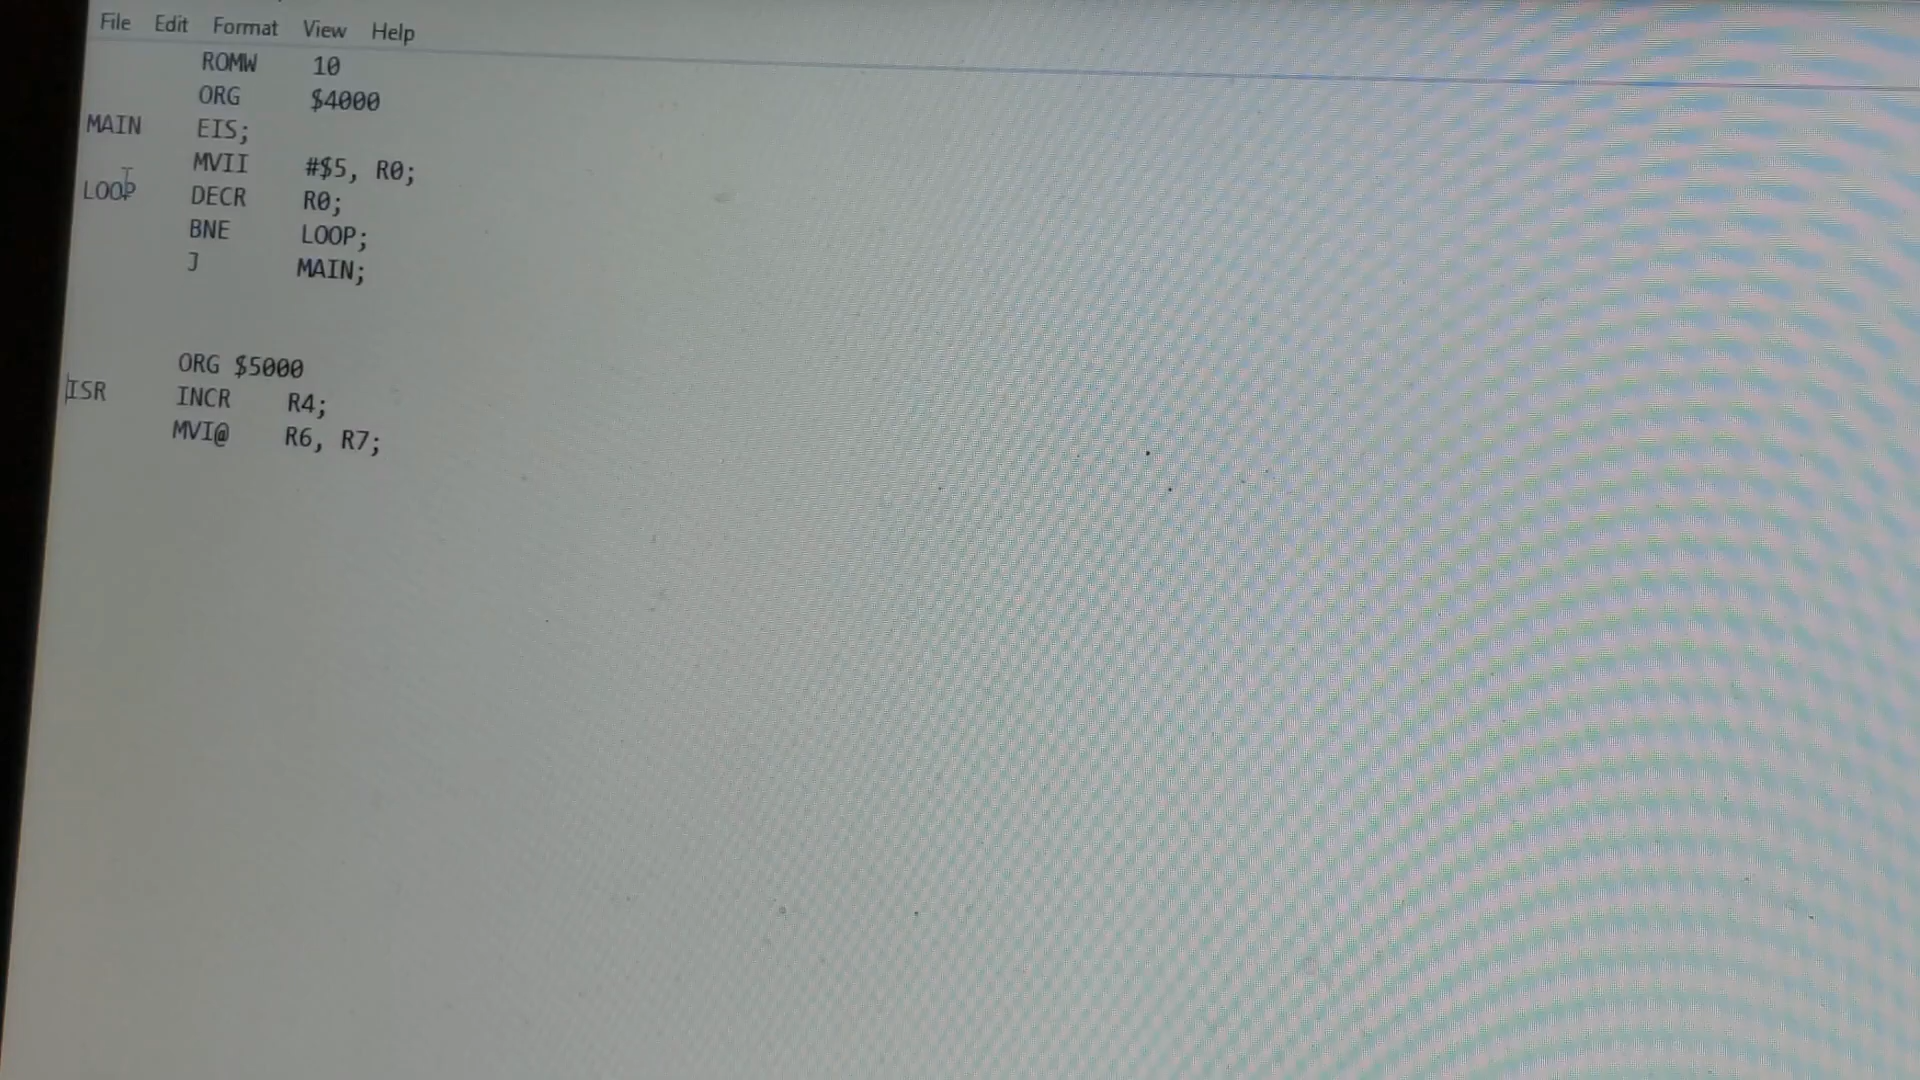 File Edit Format View Help
ROMW 10
ORG $4000
MAIN EIS;
MVII #$5, R0;
LOOP DECR R0;
BNE LOOP;
J MAIN;
ORG $5000
ISR INCR R4;
MVI@ R6, R7;